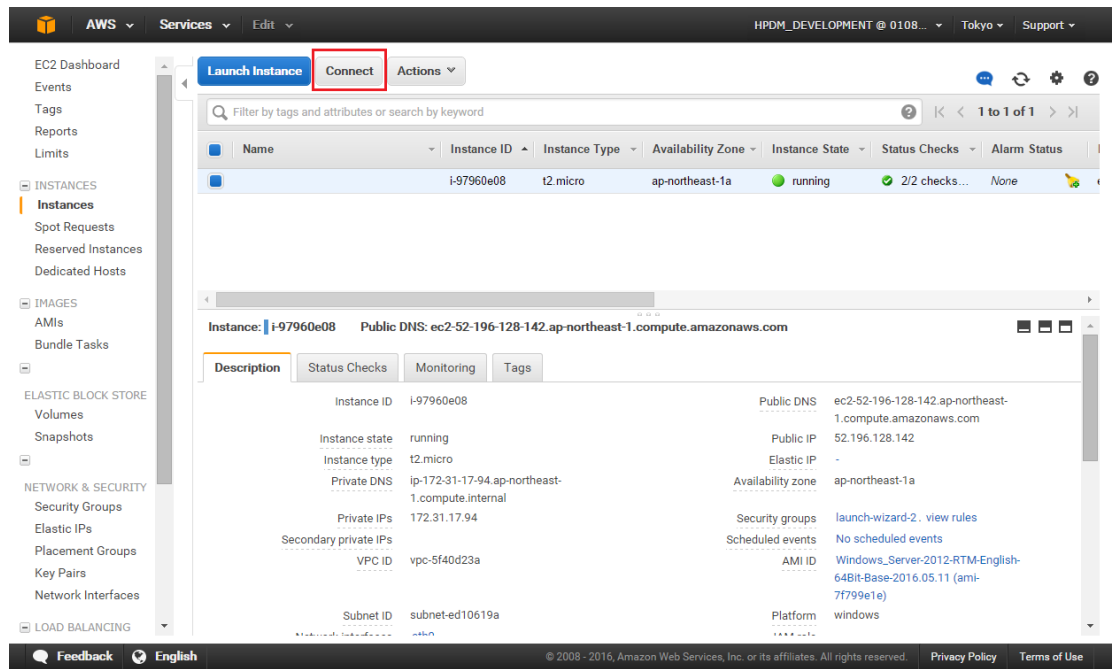 AWS Services Edit HPDM_DEVELOPMENT @ 0108... Tokyo Support
EC2 Dashboard
Events
Tags
Reports
Limits
INSTANCES
Instances
Spot Requests
Reserved Instances
Dedicated Hosts
IMAGES
AMIs
Bundle Tasks
ELASTIC BLOCK STORE
Volumes
Snapshots
NETWORK & SECURITY
Security Groups
Elastic IPs
Placement Groups
Key Pairs
Network Interfaces
LOAD BALANCING
Launch Instance Connect Actions
Filter by tags and attributes or search by keyword 1 to 1 of 1
Name Instance ID Instance Type Availability Zone Instance State Status Checks Alarm Status
i-97960e08 t2.micro ap-northeast-1a running 2/2 checks... None
Instance: i-97960e08 Public DNS: ec2-52-196-128-142.ap-northeast-1.compute.amazonaws.com
Description Status Checks Monitoring Tags
Instance ID i-97960e08
Instance state running
Instance type t2.micro
Private DNS ip-172-31-17-94.ap-northeast-
1.compute.internal
Private IPs 172.31.17.94
Secondary private IPs
VPC ID vpc-5f40d23a
Subnet ID subnet-ed10619a
Network interfaces eth0
Public DNS ec2-52-196-128-142.ap-northeast-
1.compute.amazonaws.com
Public IP 52.196.128.142
Elastic IP -
Availability zone ap-northeast-1a
Security groups launch-wizard-2. view rules
Scheduled events No scheduled events
AMI ID Windows_Server-2012-RTM-English-
64Bit-Base-2016.05.11 (ami-
7f799e1e)
Platform windows
IAM role
Feedback English © 2008 - 2016, Amazon Web Services, Inc. or its affiliates. All rights reserved. Privacy Policy Terms of Use